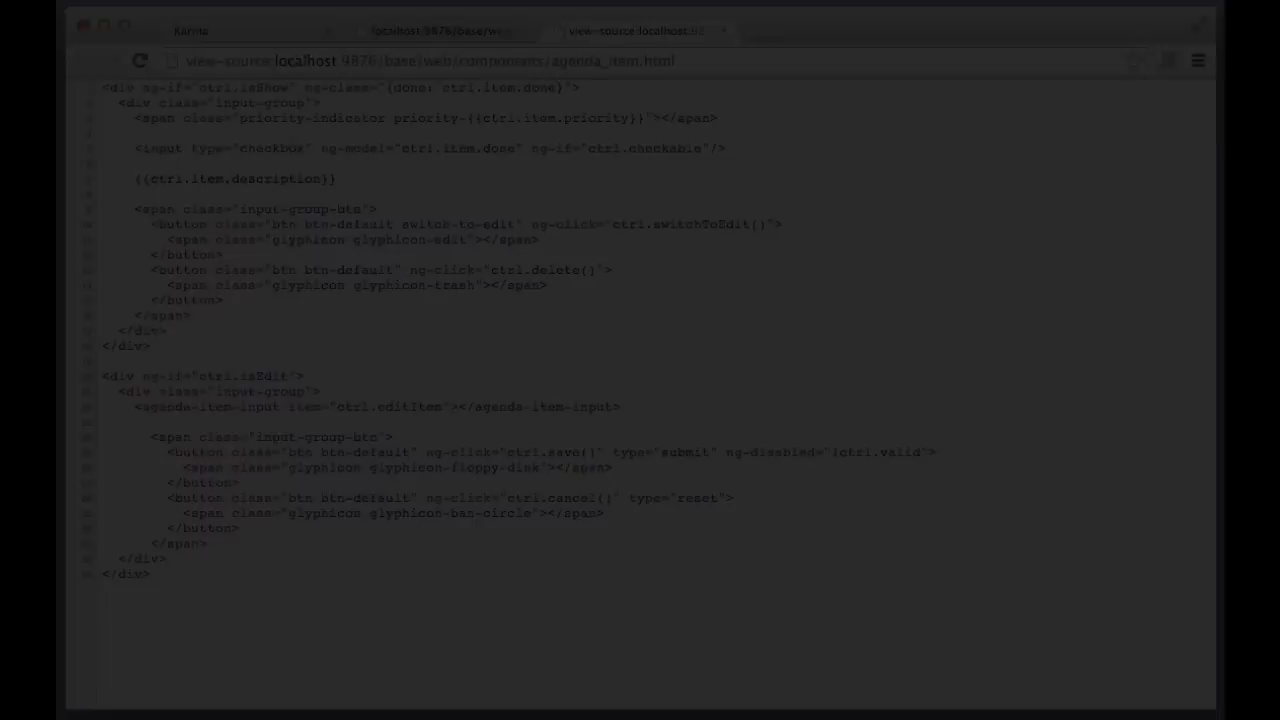 Karma
localhost:9876/base/we
view-source:localhost:98
view-source:localhost:9876/base/web/components/agenda_item.html
<div ng-if="ctrl.isShow" ng-class="{done: ctrl.item.done}">
<div class="input-group">
<span class="priority-indicator priority-{{ctrl.item.priority}}"></span>
<input type="checkbox" ng-model="ctrl.item.done" ng-if="ctrl.checkable"/>
{{ctrl.item.description}}
<span class="input-group-btn">
<button class="btn btn-default switch-to-edit" ng-click="ctrl.switchToEdit()">
<span class="glyphicon glyphicon-edit"></span>
</button>
<button class="btn btn-default" ng-click="ctrl.delete()">
<span class="glyphicon glyphicon-trash"></span>
</button>
</span>
</div>
</div>
<div ng-if="ctrl.isEdit">
<div class="input-group">
<agenda-item-input item="ctrl.editItem"></agenda-item-input>
<span class="input-group-btn">
<button class="btn btn-default" ng-click="ctrl.save()" type="submit" ng-disabled="!ctrl.valid">
<span class="glyphicon glyphicon-floppy-disk"></span>
</button>
<button class="btn btn-default" ng-click="ctrl.cancel()" type="reset">
<span class="glyphicon glyphicon-ban-circle"></span>
</button>
</span>
</div>
</div>